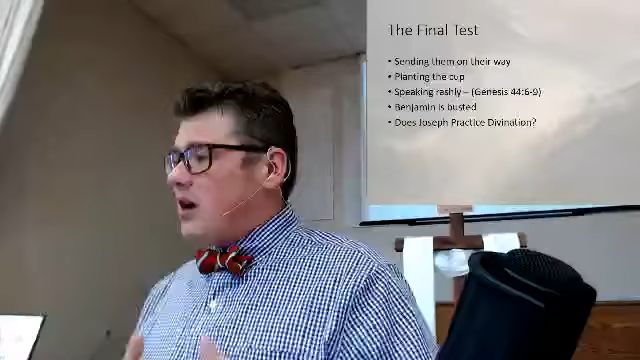 The Final Test
• Sending them on their way
• Planting the cup
• Speaking rashly – (Genesis 44:6-9)
• Benjamin is busted
• Does Joseph Practice Divination?